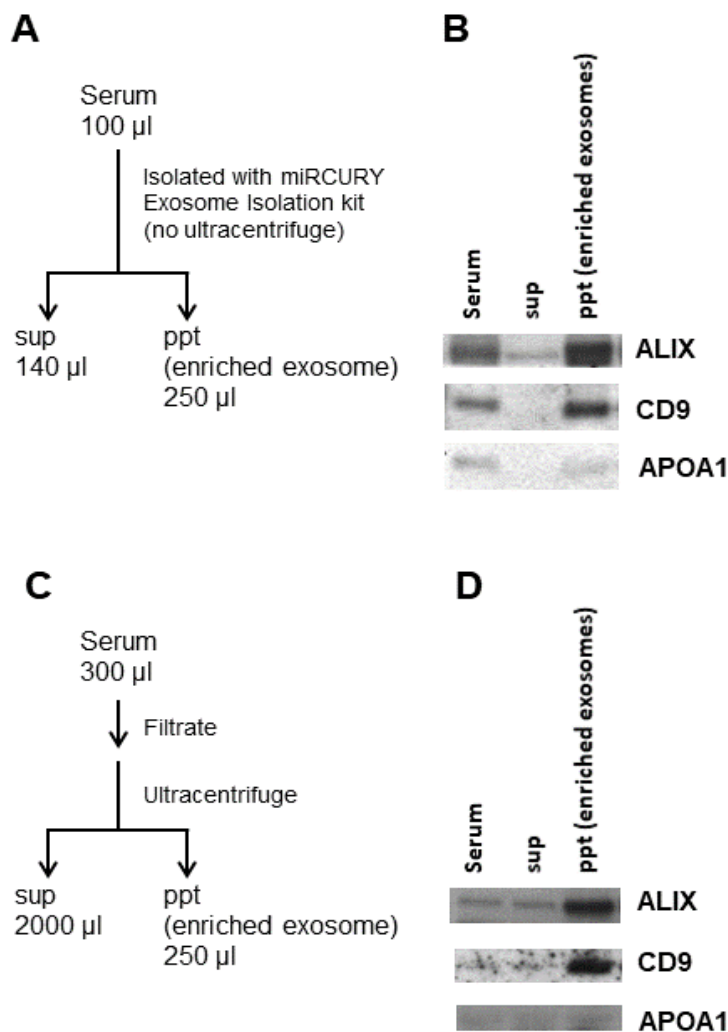 A
Serum
100 µl
Isolated with miRCURY
Exosome Isolation kit
(no ultracentrifuge)
sup
140 µl
ppt
(enriched exosome)
250 µl
B
Serum
sup
ppt (enriched exosomes)
ALIX
CD9
APOA1
C
Serum
300 µl
Filtrate
Ultracentrifuge
sup
2000 µl
ppt
(enriched exosome)
250 µl
D
Serum
sup
ppt (enriched exosomes)
ALIX
CD9
APOA1